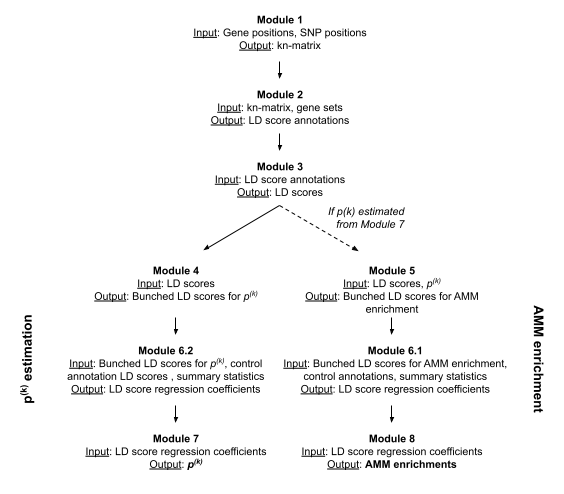 Module 1
Input: Gene positions, SNP positions
Output: kn-matrix
Module 2
Input: kn-matrix, gene sets
Output: LD score annotations
Module 3
Input: LD score annotations
Output: LD scores
If p(k) estimated
from Module 7
Module 4
Input: LD scores
Output: Bunched LD scores for p(k)
Module 5
Input: LD scores, p(k)
Output: Bunched LD scores for AMM
enrichment
p(k) estimation
AMM enrichment
Module 6.2
Input: Bunched LD scores for p(k), control
annotation LD scores , summary statistics
Output: LD score regression coefficients
Module 6.1
Input: Bunched LD scores for AMM enrichment,
control annotations, summary statistics
Output: LD score regression coefficients
Module 7
Input: LD score regression coefficients
Output: p(k)
Module 8
Input: LD score regression coefficients
Output: AMM enrichments